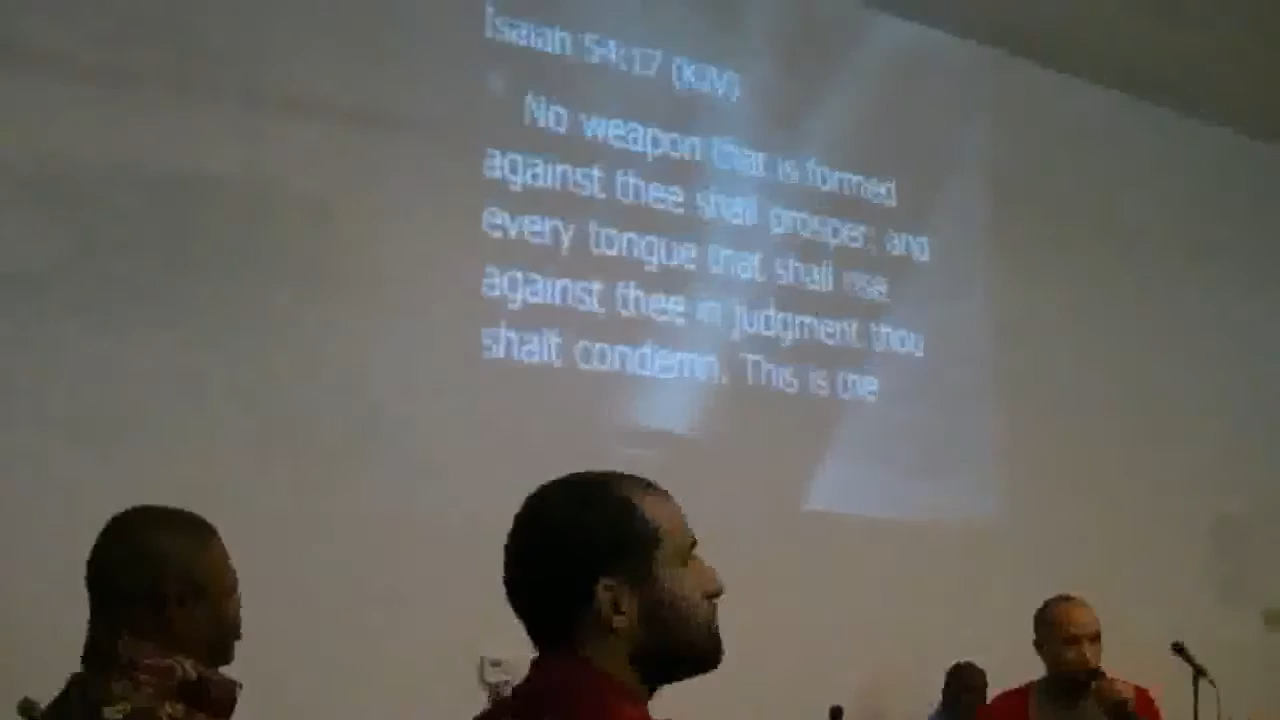 Isaiah 54:17 (KJV)
No weapon that is formed
against thee shall prosper; and
every tongue that shall rise
against thee in judgment thou
shalt condemn. This is the